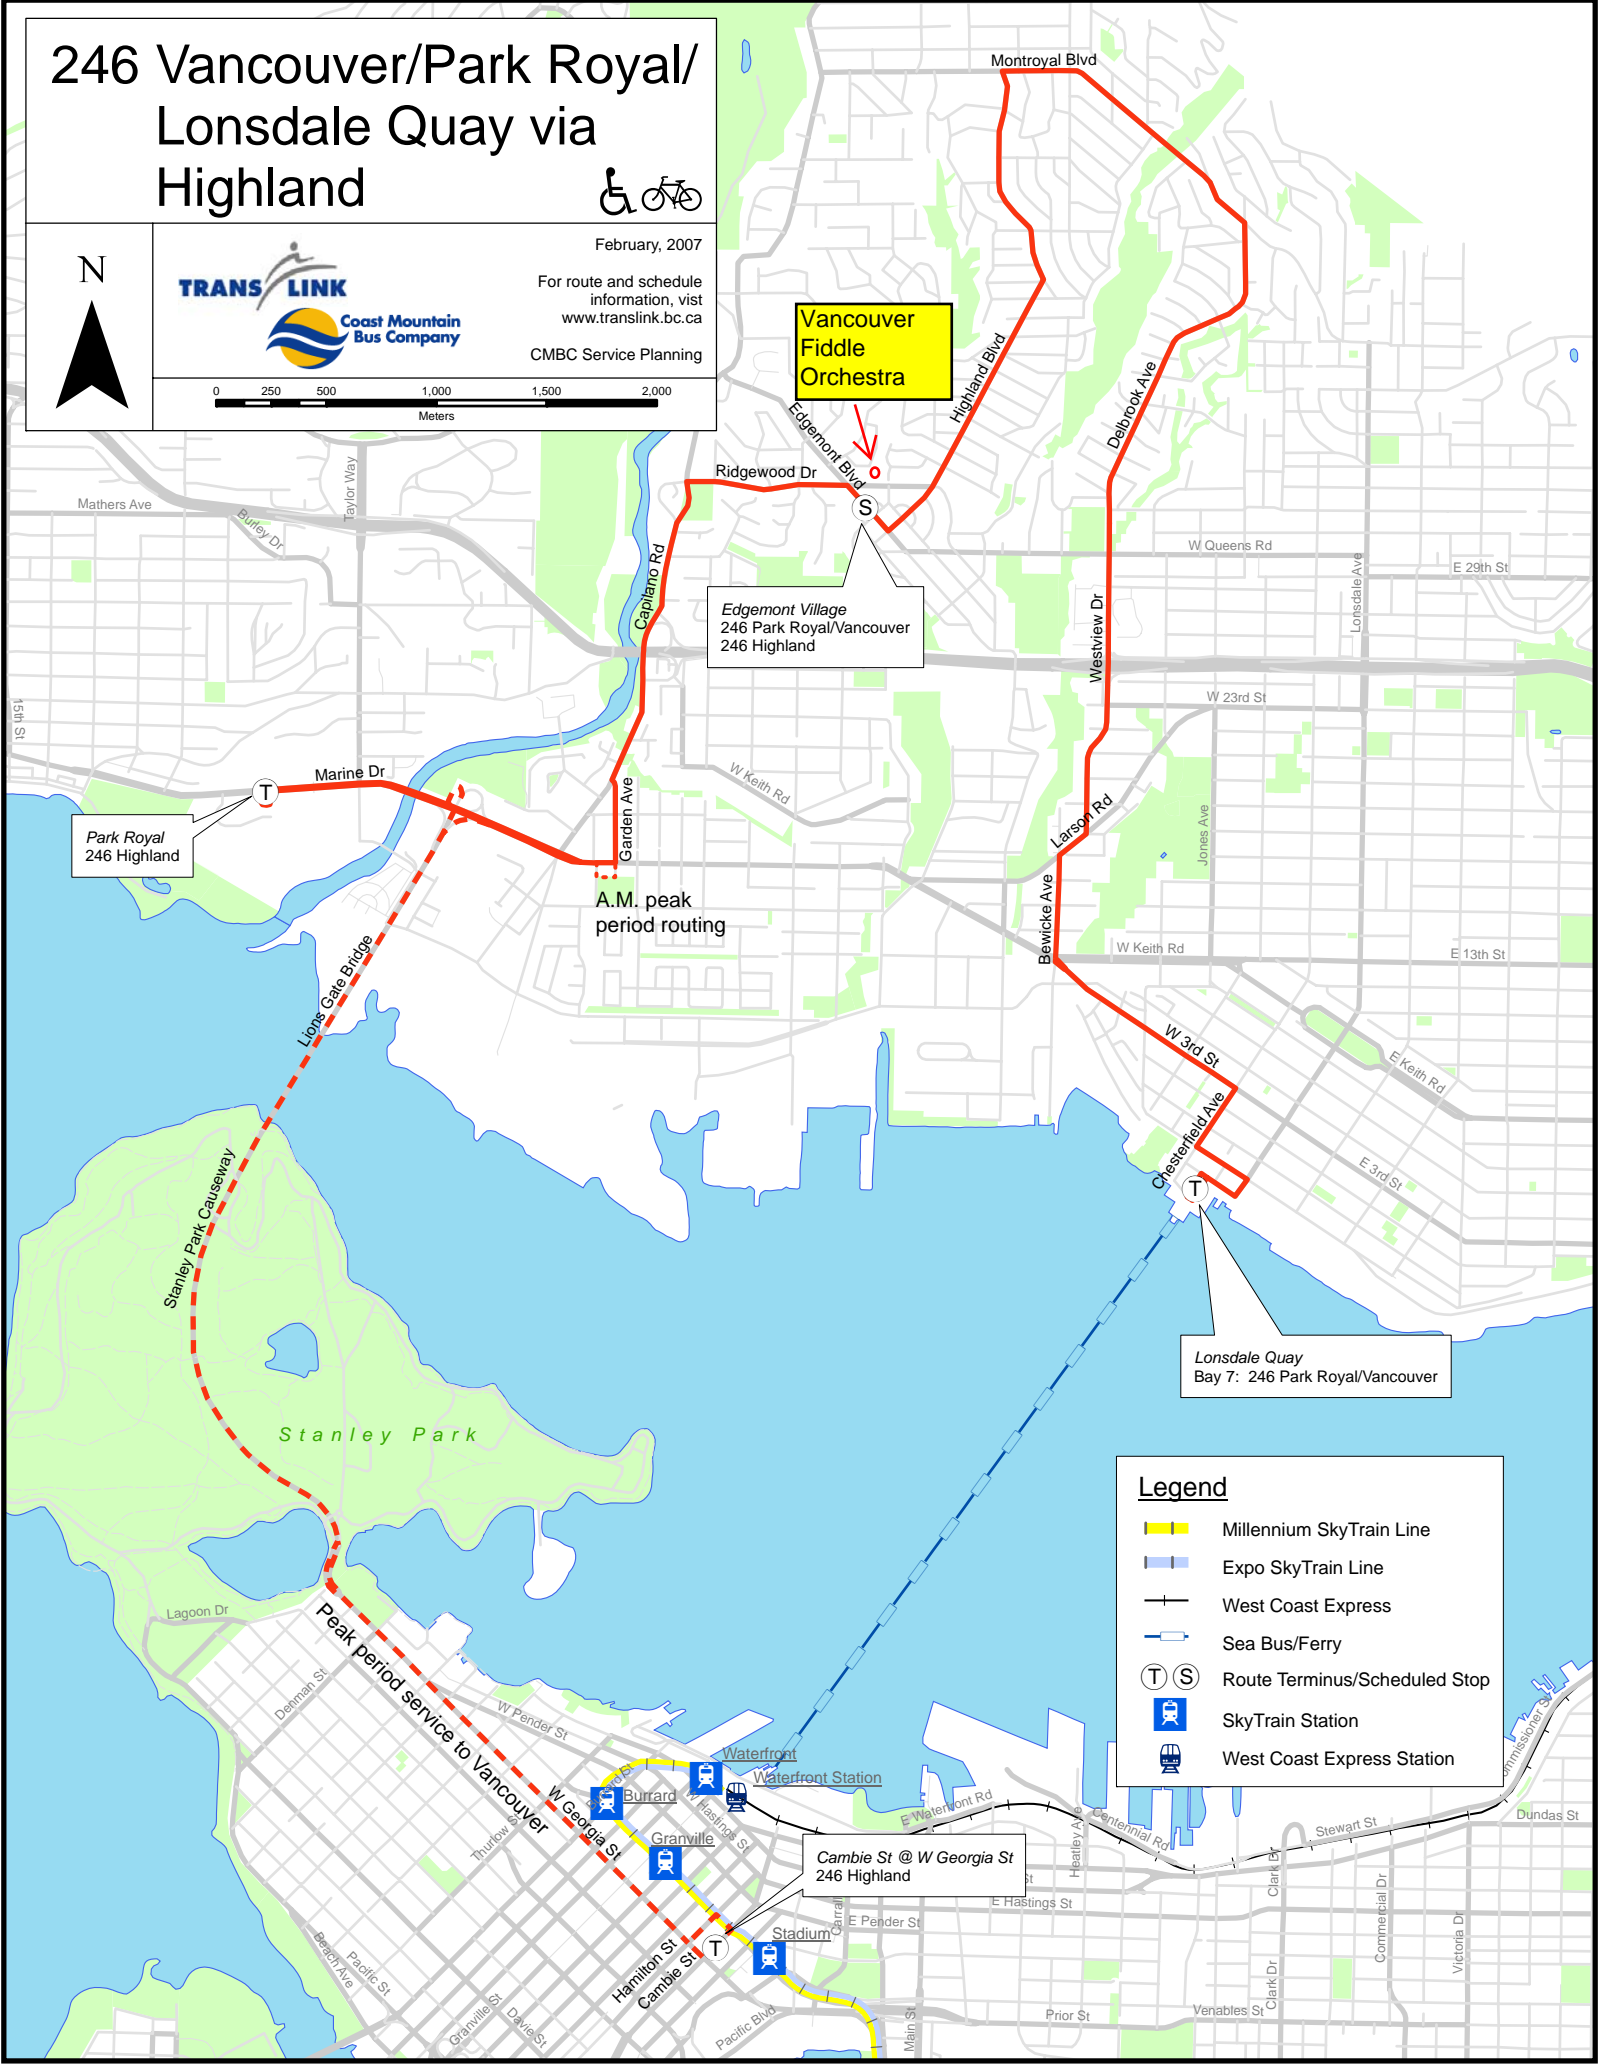 246 Vancouver/Park Royal/
Lonsdale Quay via
Highland
N
TRANS LINK
Coast Mountain
Bus Company
February, 2007
For route and schedule
information, vist
www.translink.bc.ca
CMBC Service Planning
0 250 500 1,000 1,500 2,000
Meters
Montroyal Blvd
Vancouver
Fiddle
Orchestra
Highland Blvd
Delbrook Ave
Edgemont Blvd
Ridgewood Dr
S
Taylor Way
Mathers Ave
Burley Dr
W Queens Rd
E 29th St
Lonsdale Ave
Capilano Rd
Edgemont Village
246 Park Royal/Vancouver
246 Highland
Westview Dr
W 23rd St
15th St
Marine Dr
T
W Keith Rd
Garden Ave
Larson Rd
Jones Ave
Park Royal
246 Highland
A.M. peak
period routing
Bewicke Ave
W Keith Rd
E 13th St
Lions Gate Bridge
W 3rd St
E Keith Rd
Chesterfield Ave
E 3rd St
T
Stanley Park Causeway
Lonsdale Quay
Bay 7: 246 Park Royal/Vancouver
Stanley Park
Legend
Millennium SkyTrain Line
Expo SkyTrain Line
West Coast Express
Sea Bus/Ferry
T S Route Terminus/Scheduled Stop
SkyTrain Station
West Coast Express Station
Lagoon Dr
Peak period service to Vancouver
Denman St
W Pender St
Waterfront
Waterfront Station
Burrard St
Burrard
W Hastings St
W Georgia St
Thurlow St
Granville
E Waterfront Rd
Heatley Ave
Centennial Rd
Stewart St
Dundas St
Cambie St @ W Georgia St
246 Highland
St
E Hastings St
Clark Dr
Commercial Dr
Victoria Dr
E Pender St
Stadium
T
Hamilton St
Cambie St
Beach Ave
Pacific St
Granville St
Davie St
Pacific Blvd
Main St
Prior St
Venables St
Clark Dr